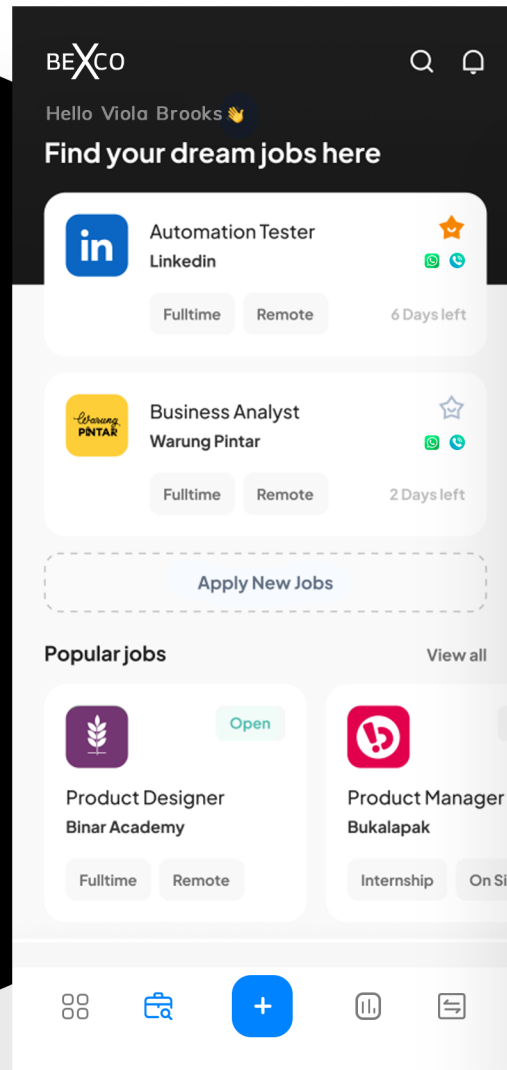 BEXCO
Hello Viola Brooks👋
Find your dream jobs here
in
Automation Tester
Linkedin
Fulltime
Remote
6 Days left
Warung
PINTAR
Business Analyst
Warung Pintar
Fulltime
Remote
2 Days left
Apply New Jobs
Popular jobs
View all
Open
Product Designer
Binar Academy
Fulltime
Remote
Product Manager
Bukalapak
Internship
On Si